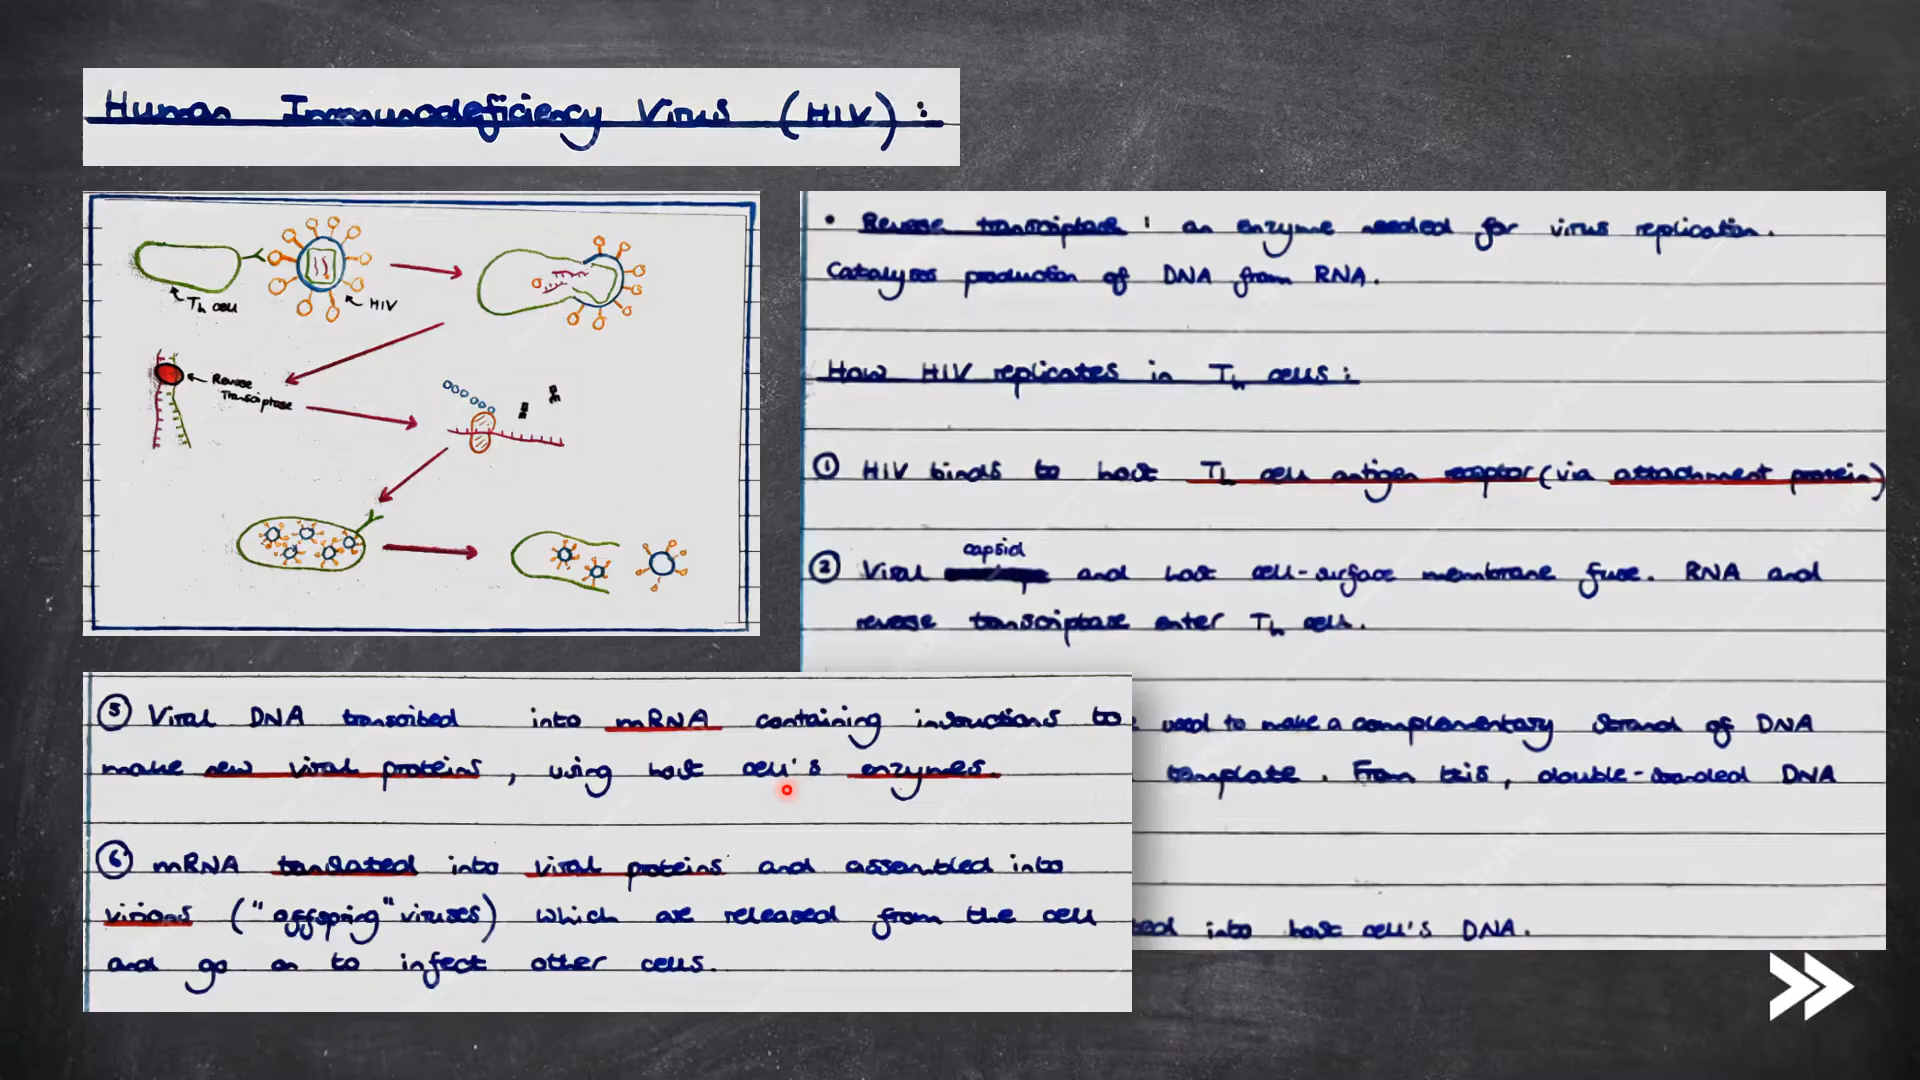 Human Immunodeficiency Virus (HIV) :
Th cell
HIV
Reverse
Transcriptase
• Reverse transcriptase : an enzyme needed for virus replication.
Catalyses production of DNA from RNA.
How HIV replicates in Th cells :
① HIV binds to host Th cell antigen receptor (via attachment protein)
capsid
② Viral and host cell-surface membrane fuse. RNA and
reverse transcriptase enter Th cell.
used to make a complementary strand of DNA
template. From this, double-stranded DNA
into host cell's DNA.
⑤ Viral DNA transcribed into mRNA containing instructions to
make new viral proteins, using host cell's enzymes.
⑥ mRNA translated into viral proteins and assembled into
virions ("offspring" viruses) which are released from the cell
and go on to infect other cells.